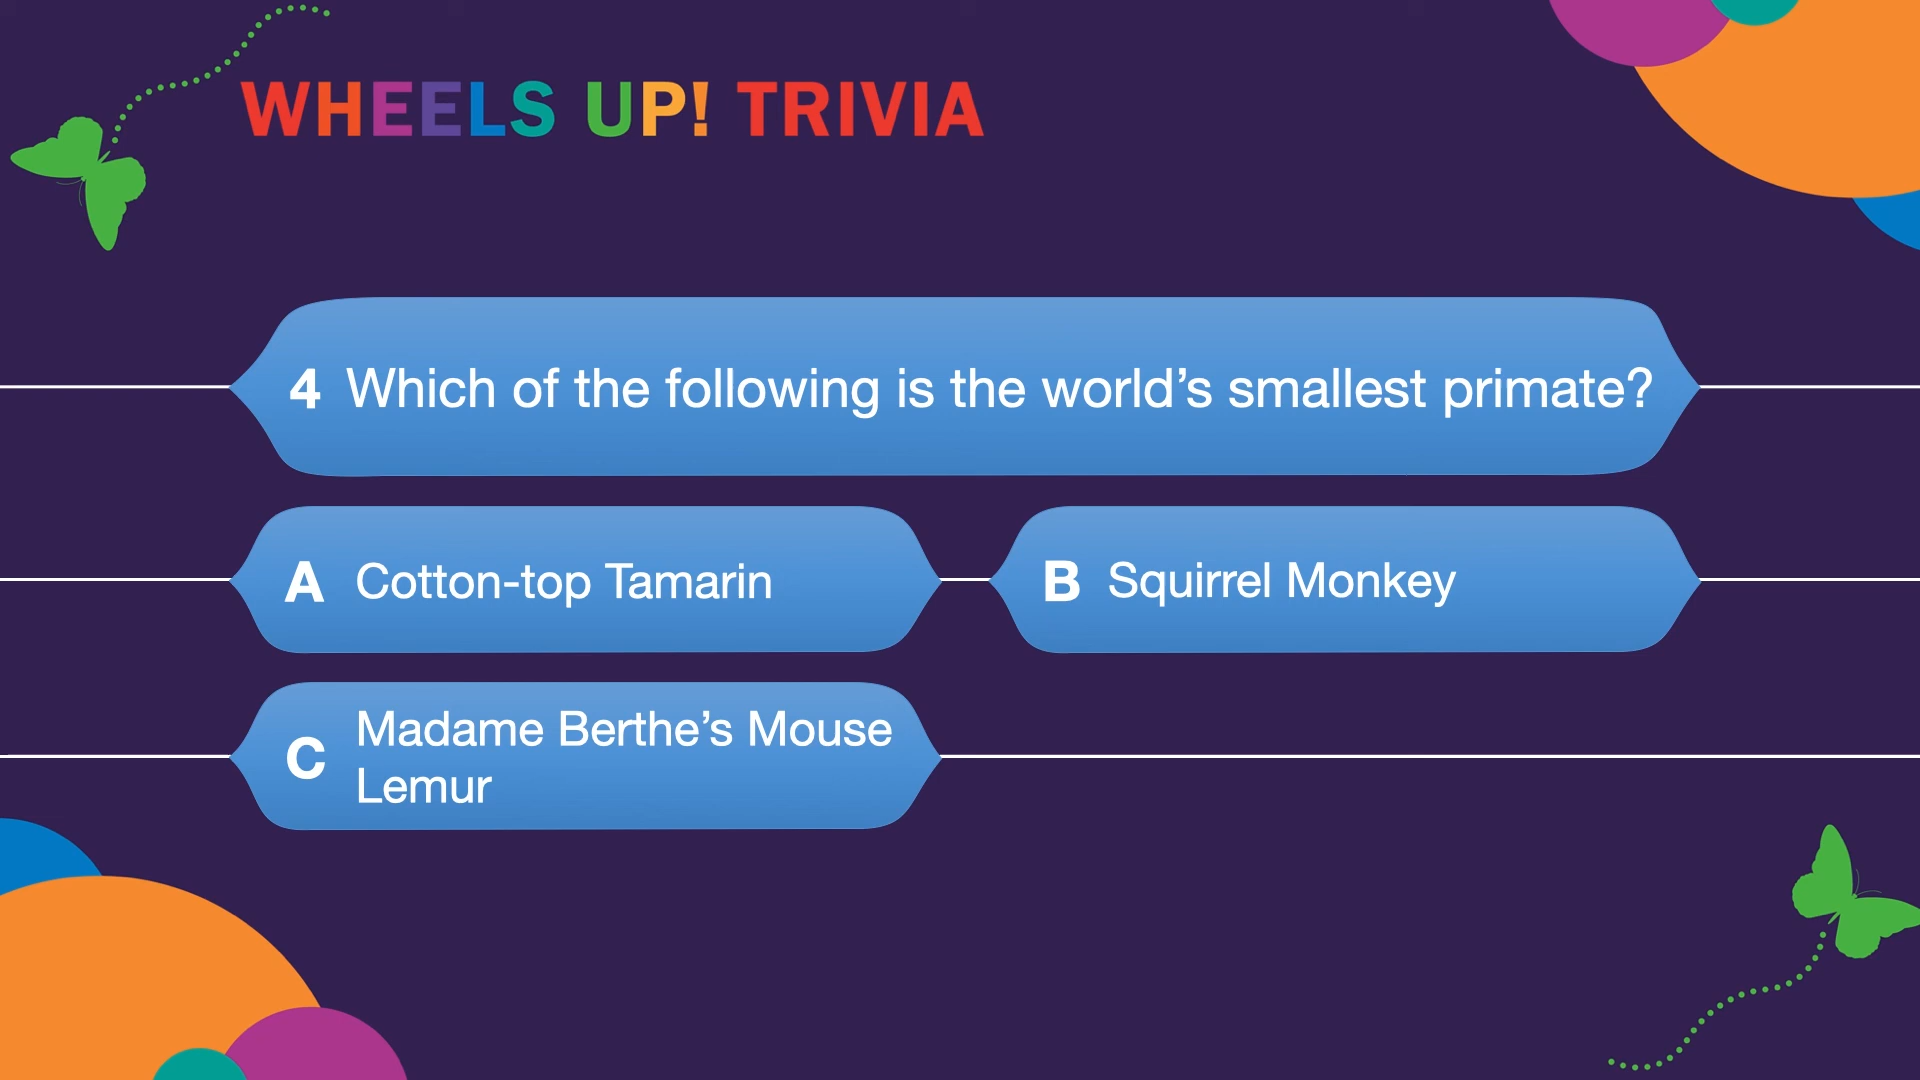 WHEELS UP! TRIVIA
4 Which of the following is the world’s smallest primate?
A Cotton-top Tamarin
B Squirrel Monkey
C Madame Berthe’s Mouse
Lemur